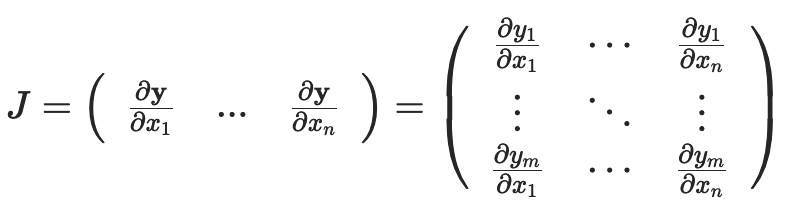 J = ( ∂𝐲/∂x₁ ... ∂𝐲/∂xₙ ) = ( ∂y₁/∂x₁ ⋯ ∂y₁/∂xₙ
⋮ ⋱ ⋮
∂yₘ/∂x₁ ⋯ ∂yₘ/∂xₙ )